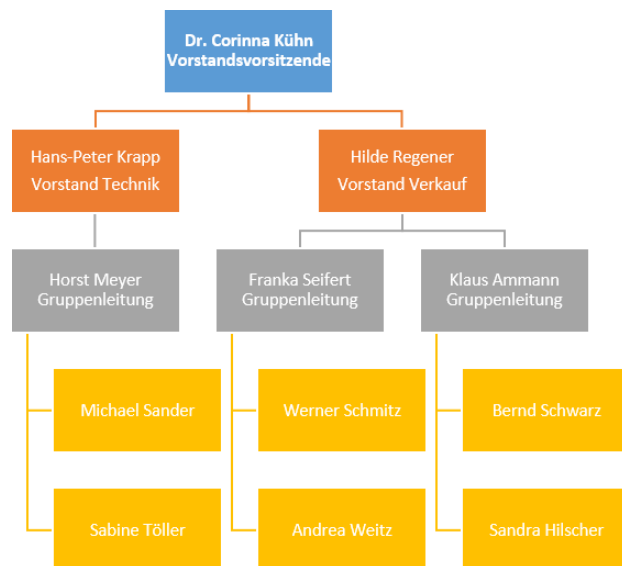 Dr. Corinna Kühn
Vorstandsvorsitzende
Hans-Peter Krapp
Vorstand Technik
Hilde Regener
Vorstand Verkauf
Horst Meyer
Gruppenleitung
Franka Seifert
Gruppenleitung
Klaus Ammann
Gruppenleitung
Michael Sander
Werner Schmitz
Bernd Schwarz
Sabine Töller
Andrea Weitz
Sandra Hilscher